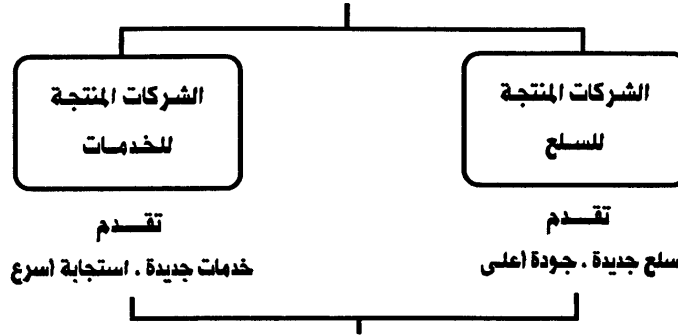 الشركات المنتجة
للسلع
تقدم
سلع جديدة . جودة أعلى
الشركات المنتجة
للخدمات
تقدم
خدمات جديدة . استجابة أسرع